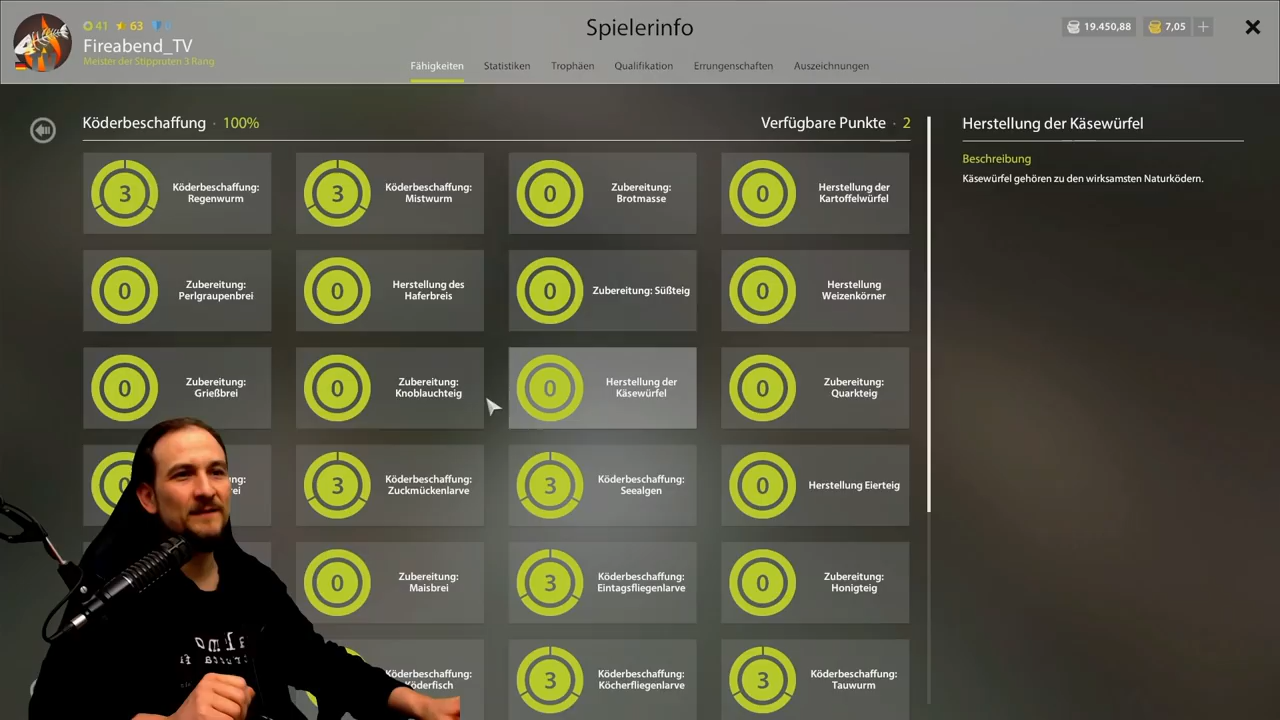 41 63
Spielerinfo
19.450,88
7,05
Fireabend_TV
Meister der Stippruten 3 Rang
Fähigkeiten
Statistiken
Trophäen
Qualifikation
Errungenschaften
Auszeichnungen
Köderbeschaffung · 100%
Verfügbare Punkte · 2
3
Köderbeschaffung:
Regenwurm
3
Köderbeschaffung:
Mistwurm
0
Zubereitung:
Brotmasse
0
Herstellung der
Kartoffelwürfel
0
Zubereitung:
Perlgraupenbrei
0
Herstellung des
Haferbreis
0
Zubereitung: Süßteig
0
Herstellung
Weizenkörner
0
Zubereitung:
Grießbrei
0
Zubereitung:
Knoblauchteig
0
Herstellung der
Käsewürfel
0
Zubereitung:
Quarkteig
3
Köderbeschaffung:
Zuckmückenlarve
3
Köderbeschaffung:
Seealgen
0
Herstellung Eierteig
0
Zubereitung:
Maisbrei
3
Köderbeschaffung:
Eintagsfliegenlarve
0
Zubereitung:
Honigteig
Köderbeschaffung:
Köderfisch
3
Köderbeschaffung:
Köcherfliegenlarve
3
Köderbeschaffung:
Tauwurm
Herstellung der Käsewürfel
Beschreibung
Käsewürfel gehören zu den wirksamsten Naturködern.